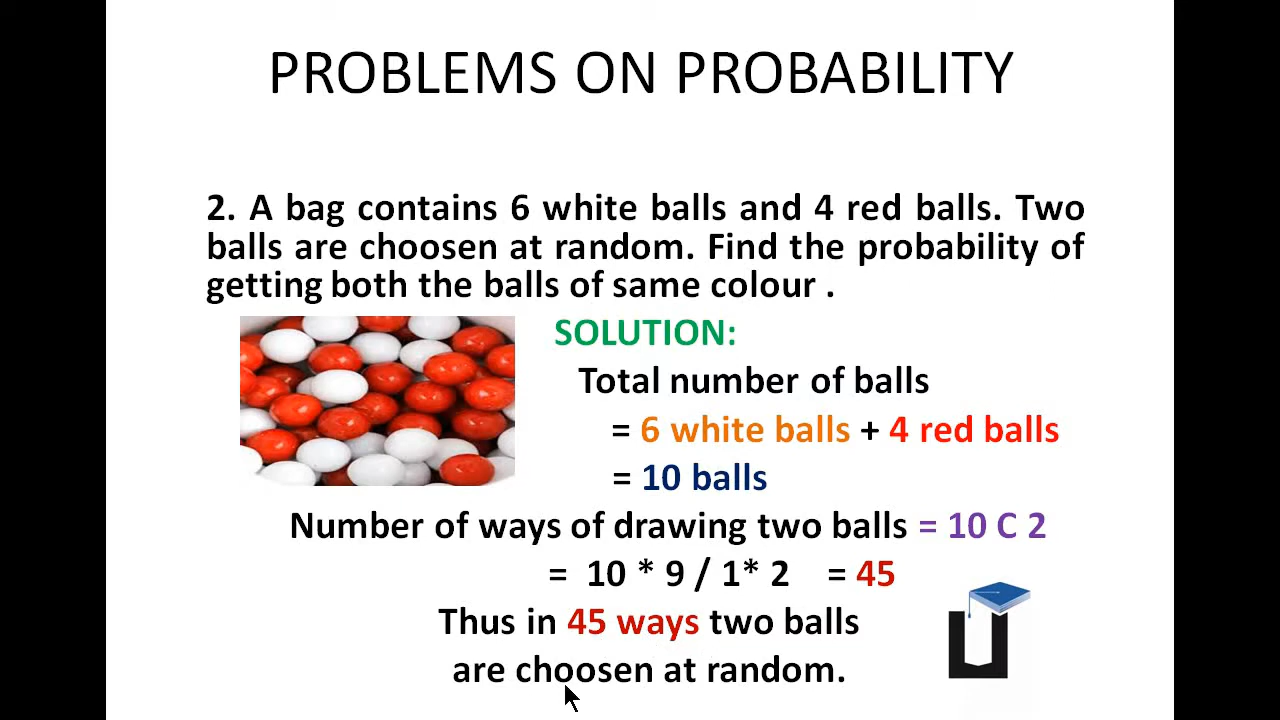 PROBLEMS ON PROBABILITY
2. A bag contains 6 white balls and 4 red balls. Two
balls are choosen at random. Find the probability of
getting both the balls of same colour .
SOLUTION:
Total number of balls
= 6 white balls + 4 red balls
= 10 balls
Number of ways of drawing two balls = 10 C 2
= 10 * 9 / 1* 2 = 45
Thus in 45 ways two balls
are choosen at random.